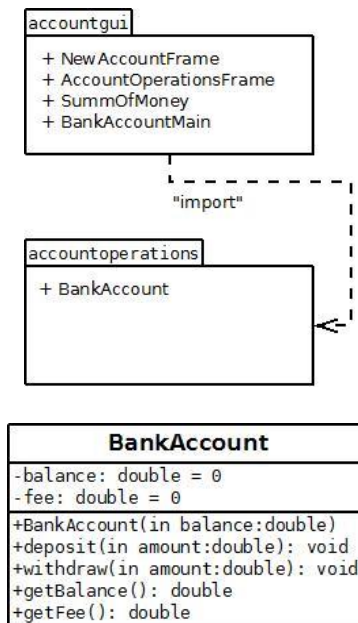 accountgui
+ NewAccountFrame
+ AccountOperationsFrame
+ SummOfMoney
+ BankAccountMain
"import"
accountoperations
+ BankAccount
BankAccount
-balance: double = 0
-fee: double = 0
+BankAccount(in balance:double)
+deposit(in amount:double): void
+withdraw(in amount:double): void
+getBalance(): double
+getFee(): double